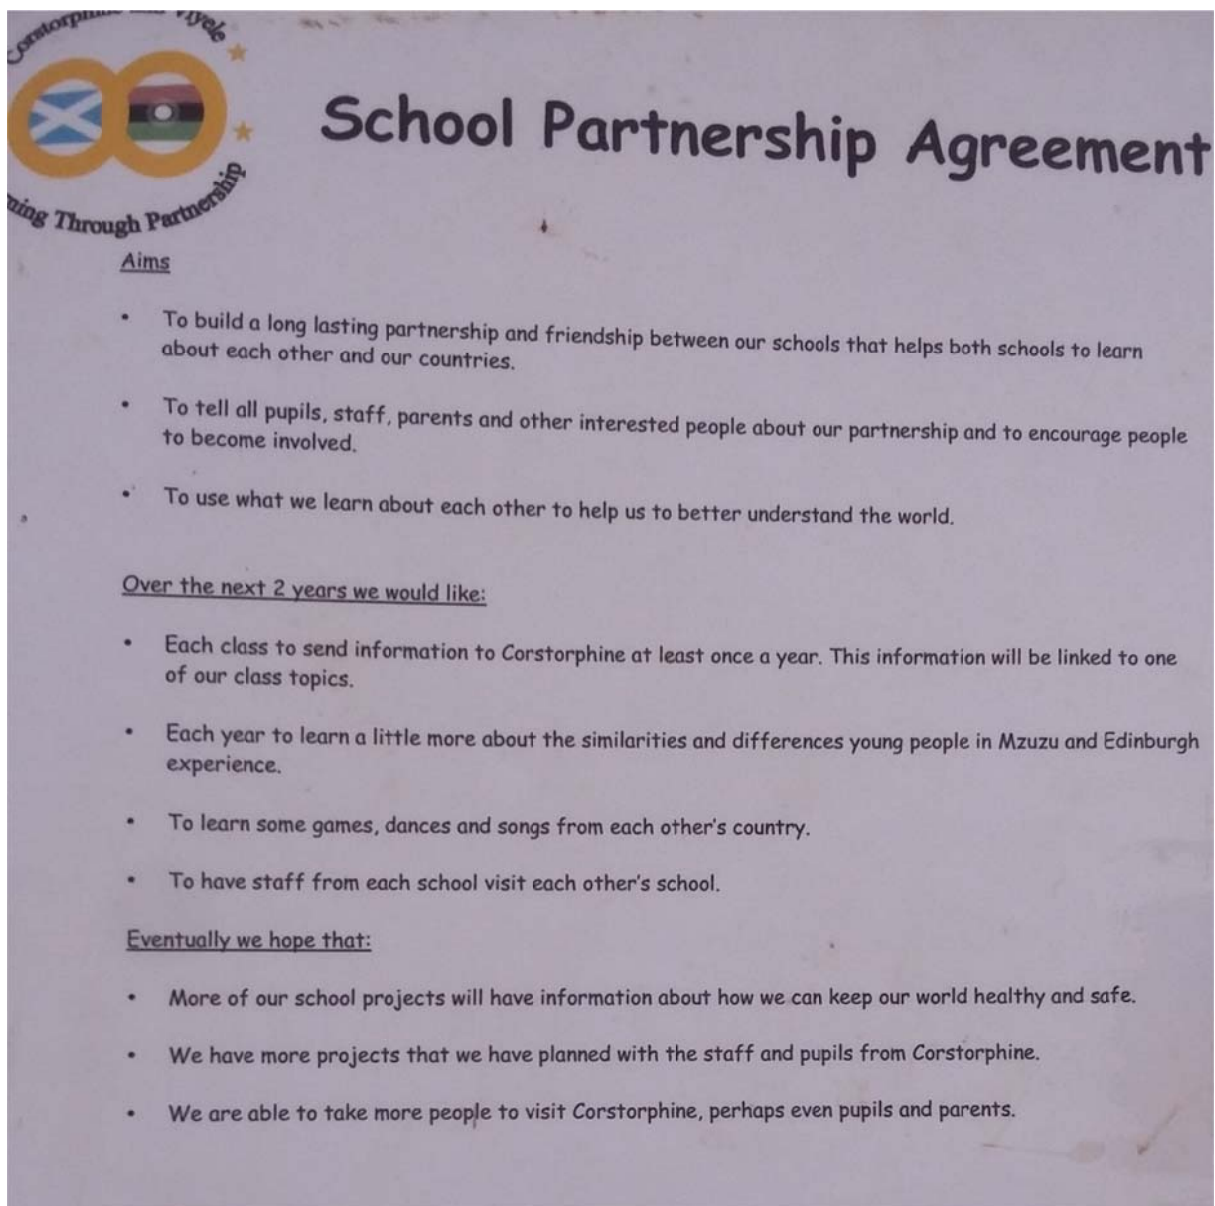 School Partnership Agreement
Through Partnership
Aims
• To build a long lasting partnership and friendship between our schools that helps both schools to learn
about each other and our countries.
• To tell all pupils, staff, parents and other interested people about our partnership and to encourage people
to become involved.
• To use what we learn about each other to help us to better understand the world.
Over the next 2 years we would like:
• Each class to send information to Corstorphine at least once a year. This information will be linked to one
of our class topics.
• Each year to learn a little more about the similarities and differences young people in Mzuzu and Edinburgh
experience.
• To learn some games, dances and songs from each other's country.
• To have staff from each school visit each other's school.
Eventually we hope that:
• More of our school projects will have information about how we can keep our world healthy and safe.
• We have more projects that we have planned with the staff and pupils from Corstorphine.
• We are able to take more people to visit Corstorphine, perhaps even pupils and parents.